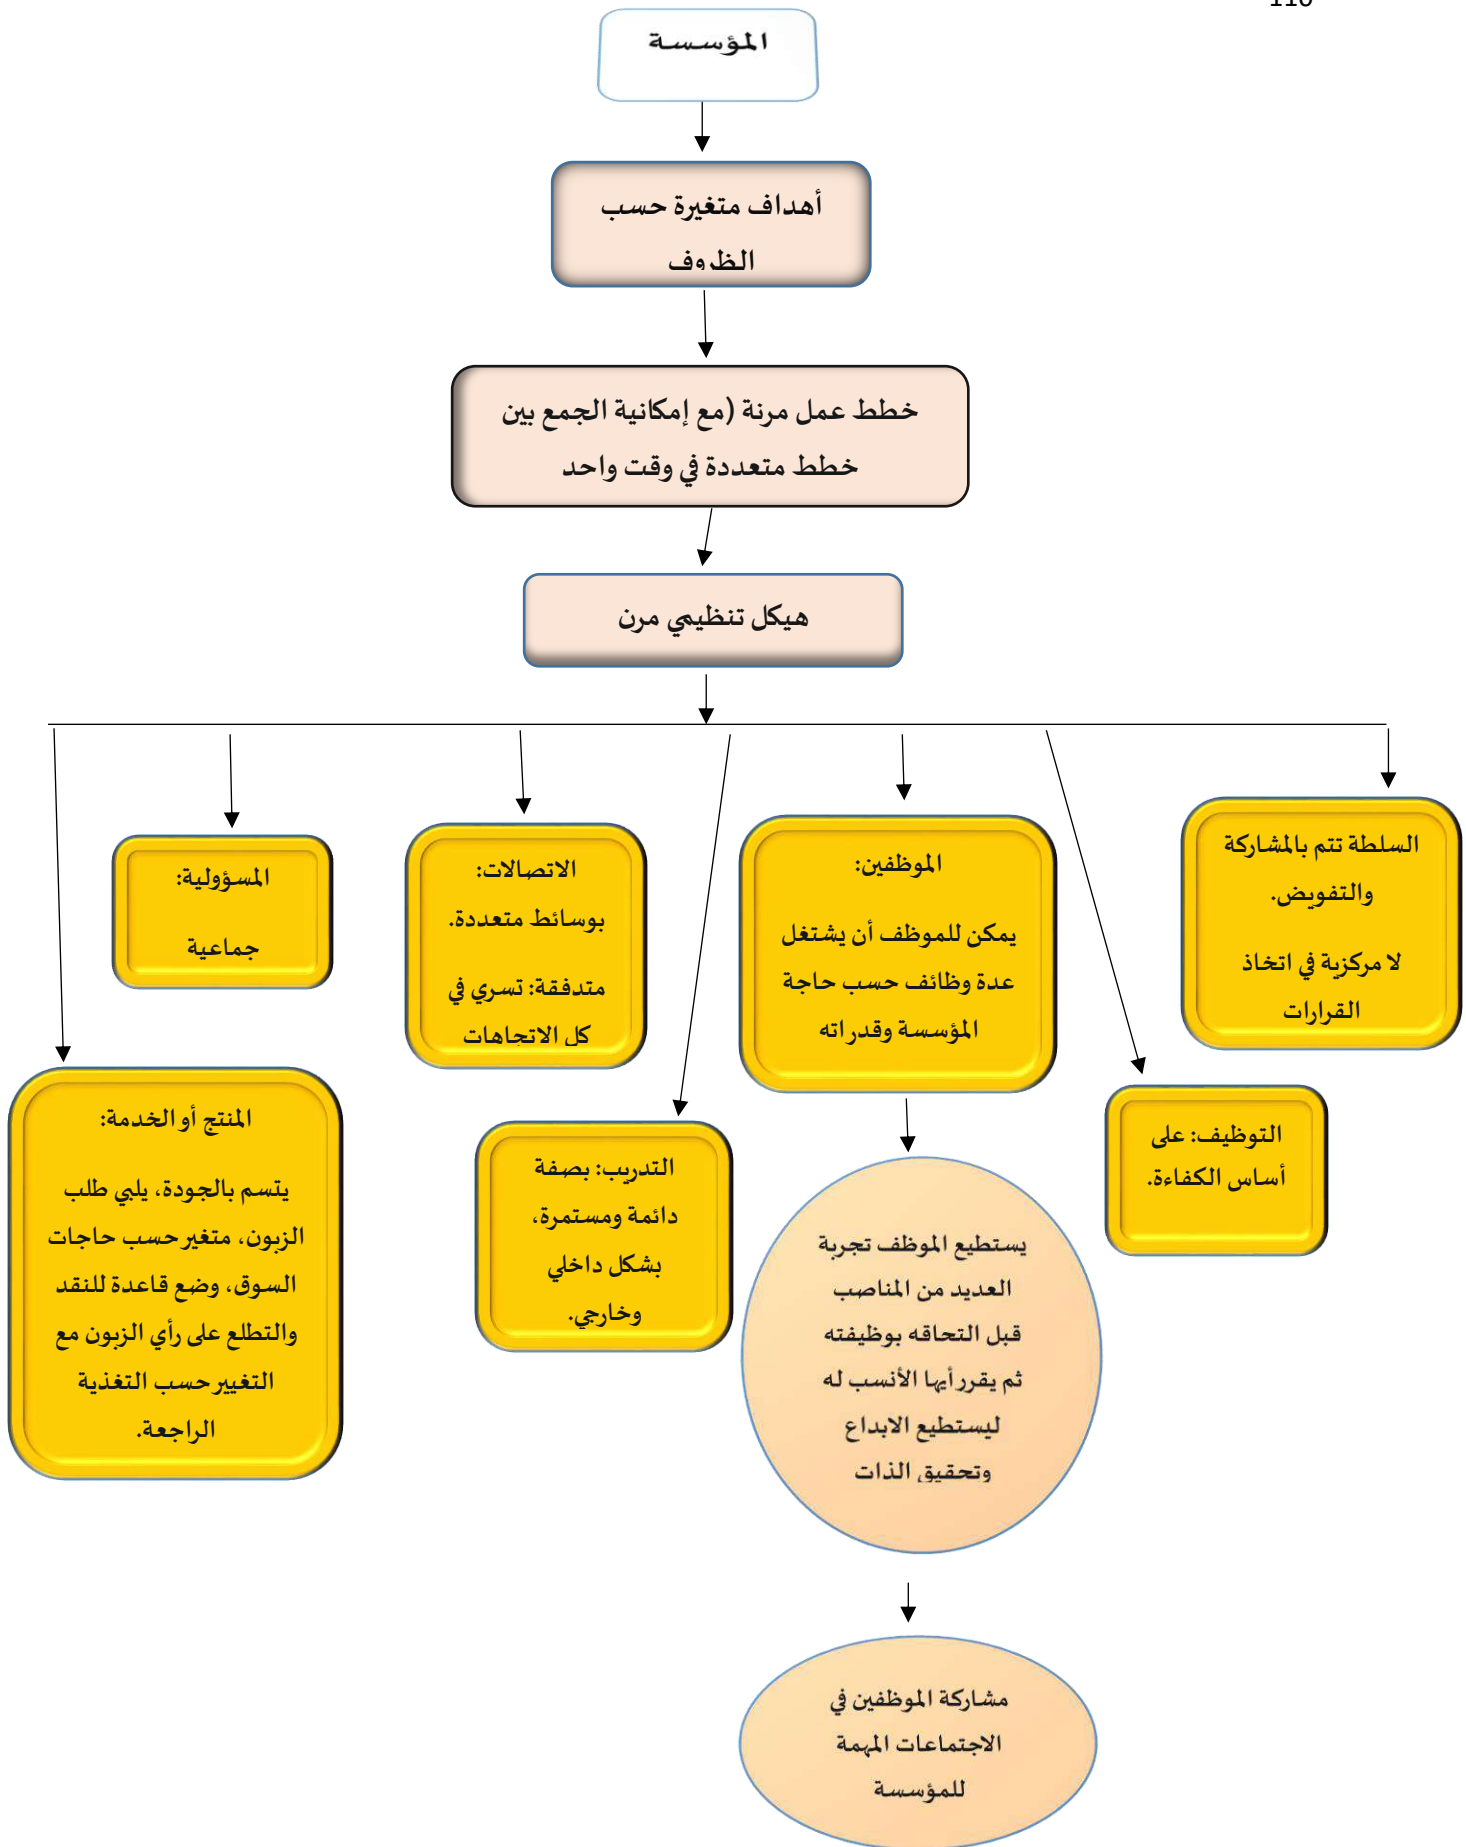 110
المؤسسة
أهداف متغيرة حسب
الظروف
خطط عمل مرنة (مع إمكانية الجمع بين
خطط متعددة في وقت واحد
هيكل تنظيمي مرن
السلطة تتم بالمشاركة
والتفويض.
لا مركزية في اتخاذ
القرارات
التوظيف: على
أساس الكفاءة.
الموظفين:
يمكن للموظف أن يشتغل
عدة وظائف حسب حاجة
المؤسسة وقدراته
يستطيع الموظف تجربة
العديد من المناصب
قبل التحاقه بوظيفته
ثم يقرر أيها الأنسب له
ليستطيع الابداع
وتحقيق الذات
مشاركة الموظفين في
الاجتماعات المهمة
للمؤسسة
التدريب: بصفة
دائمة ومستمرة،
بشكل داخلي
وخارجي.
الاتصالات:
بوسائط متعددة.
متدفقة: تسري في
كل الاتجاهات
المسؤولية:
جماعية
المنتج أو الخدمة:
يتسم بالجودة، يلبي طلب
الزبون، متغير حسب حاجات
السوق، وضع قاعدة للنقد
والتطلع على رأي الزبون مع
التغيير حسب التغذية
الراجعة.